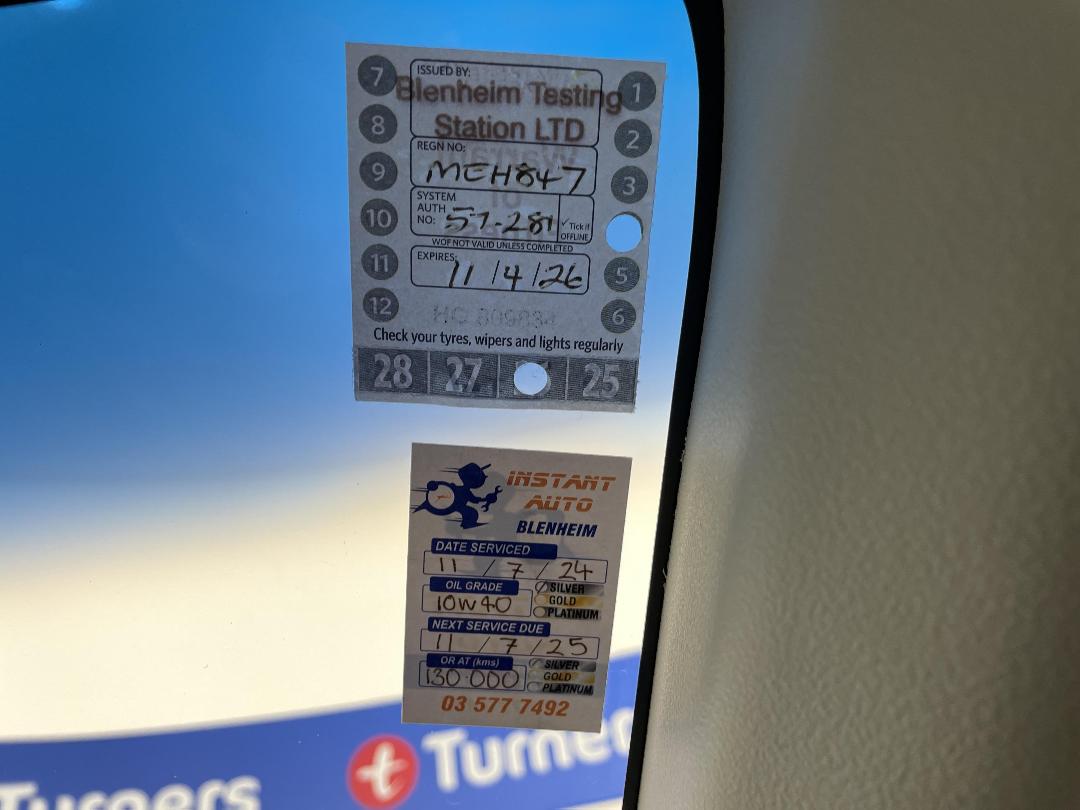 7
8
9
10
11
12
ISSUED BY:
Blenheim Testing
Station LTD
REGN NO:
MEH847
SYSTEM
AUTH
NO: 57-281
✓ Tick if
OFFLINE
WOF NOT VALID UNLESS COMPLETED
EXPIRES:
11/4/26
1
2
3
5
6
HC 809834
Check your tyres, wipers and lights regularly
28 27 25
INSTANT
AUTO
BLENHEIM
DATE SERVICED
11 / 7 / 24
OIL GRADE
10W40
SILVER
GOLD
PLATINUM
NEXT SERVICE DUE
11 / 7 / 25
OR AT (kms)
130.000
SILVER
GOLD
PLATINUM
03 577 7492
Turners
t Turners